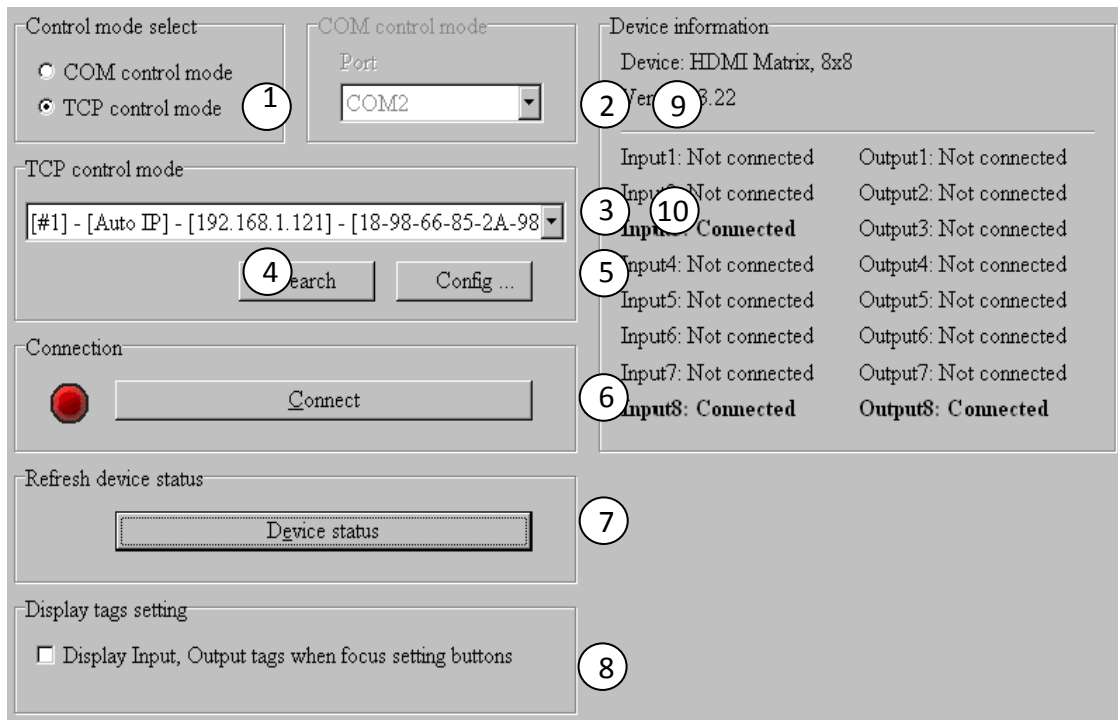 Control mode select
COM control mode
TCP control mode
1
COM control mode
Port
COM2
2
TCP control mode
[#1] - [Auto IP] - [192.168.1.121] - [18-98-66-85-2A-98
3
4
earch
Config ...
5
Connection
Connect
6
Refresh device status
Device status
7
Display tags setting
Display Input, Output tags when focus setting buttons
8
Device information
Device: HDMI Matrix, 8x8
Ver 3.22
9
Input1: Not connected Output1: Not connected
Not connected Output2: Not connected
10
Connected Output3: Not connected
Input4: Not connected Output4: Not connected
Input5: Not connected Output5: Not connected
Input6: Not connected Output6: Not connected
Input7: Not connected Output7: Not connected
Input8: Connected Output8: Connected